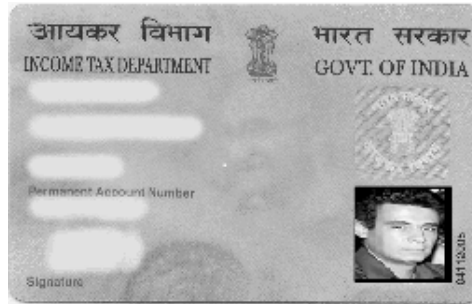 आयकर विभाग
INCOME TAX DEPARTMENT
भारत सरकार
GOVT. OF INDIA
Permanent Account Number
Signature
04112005